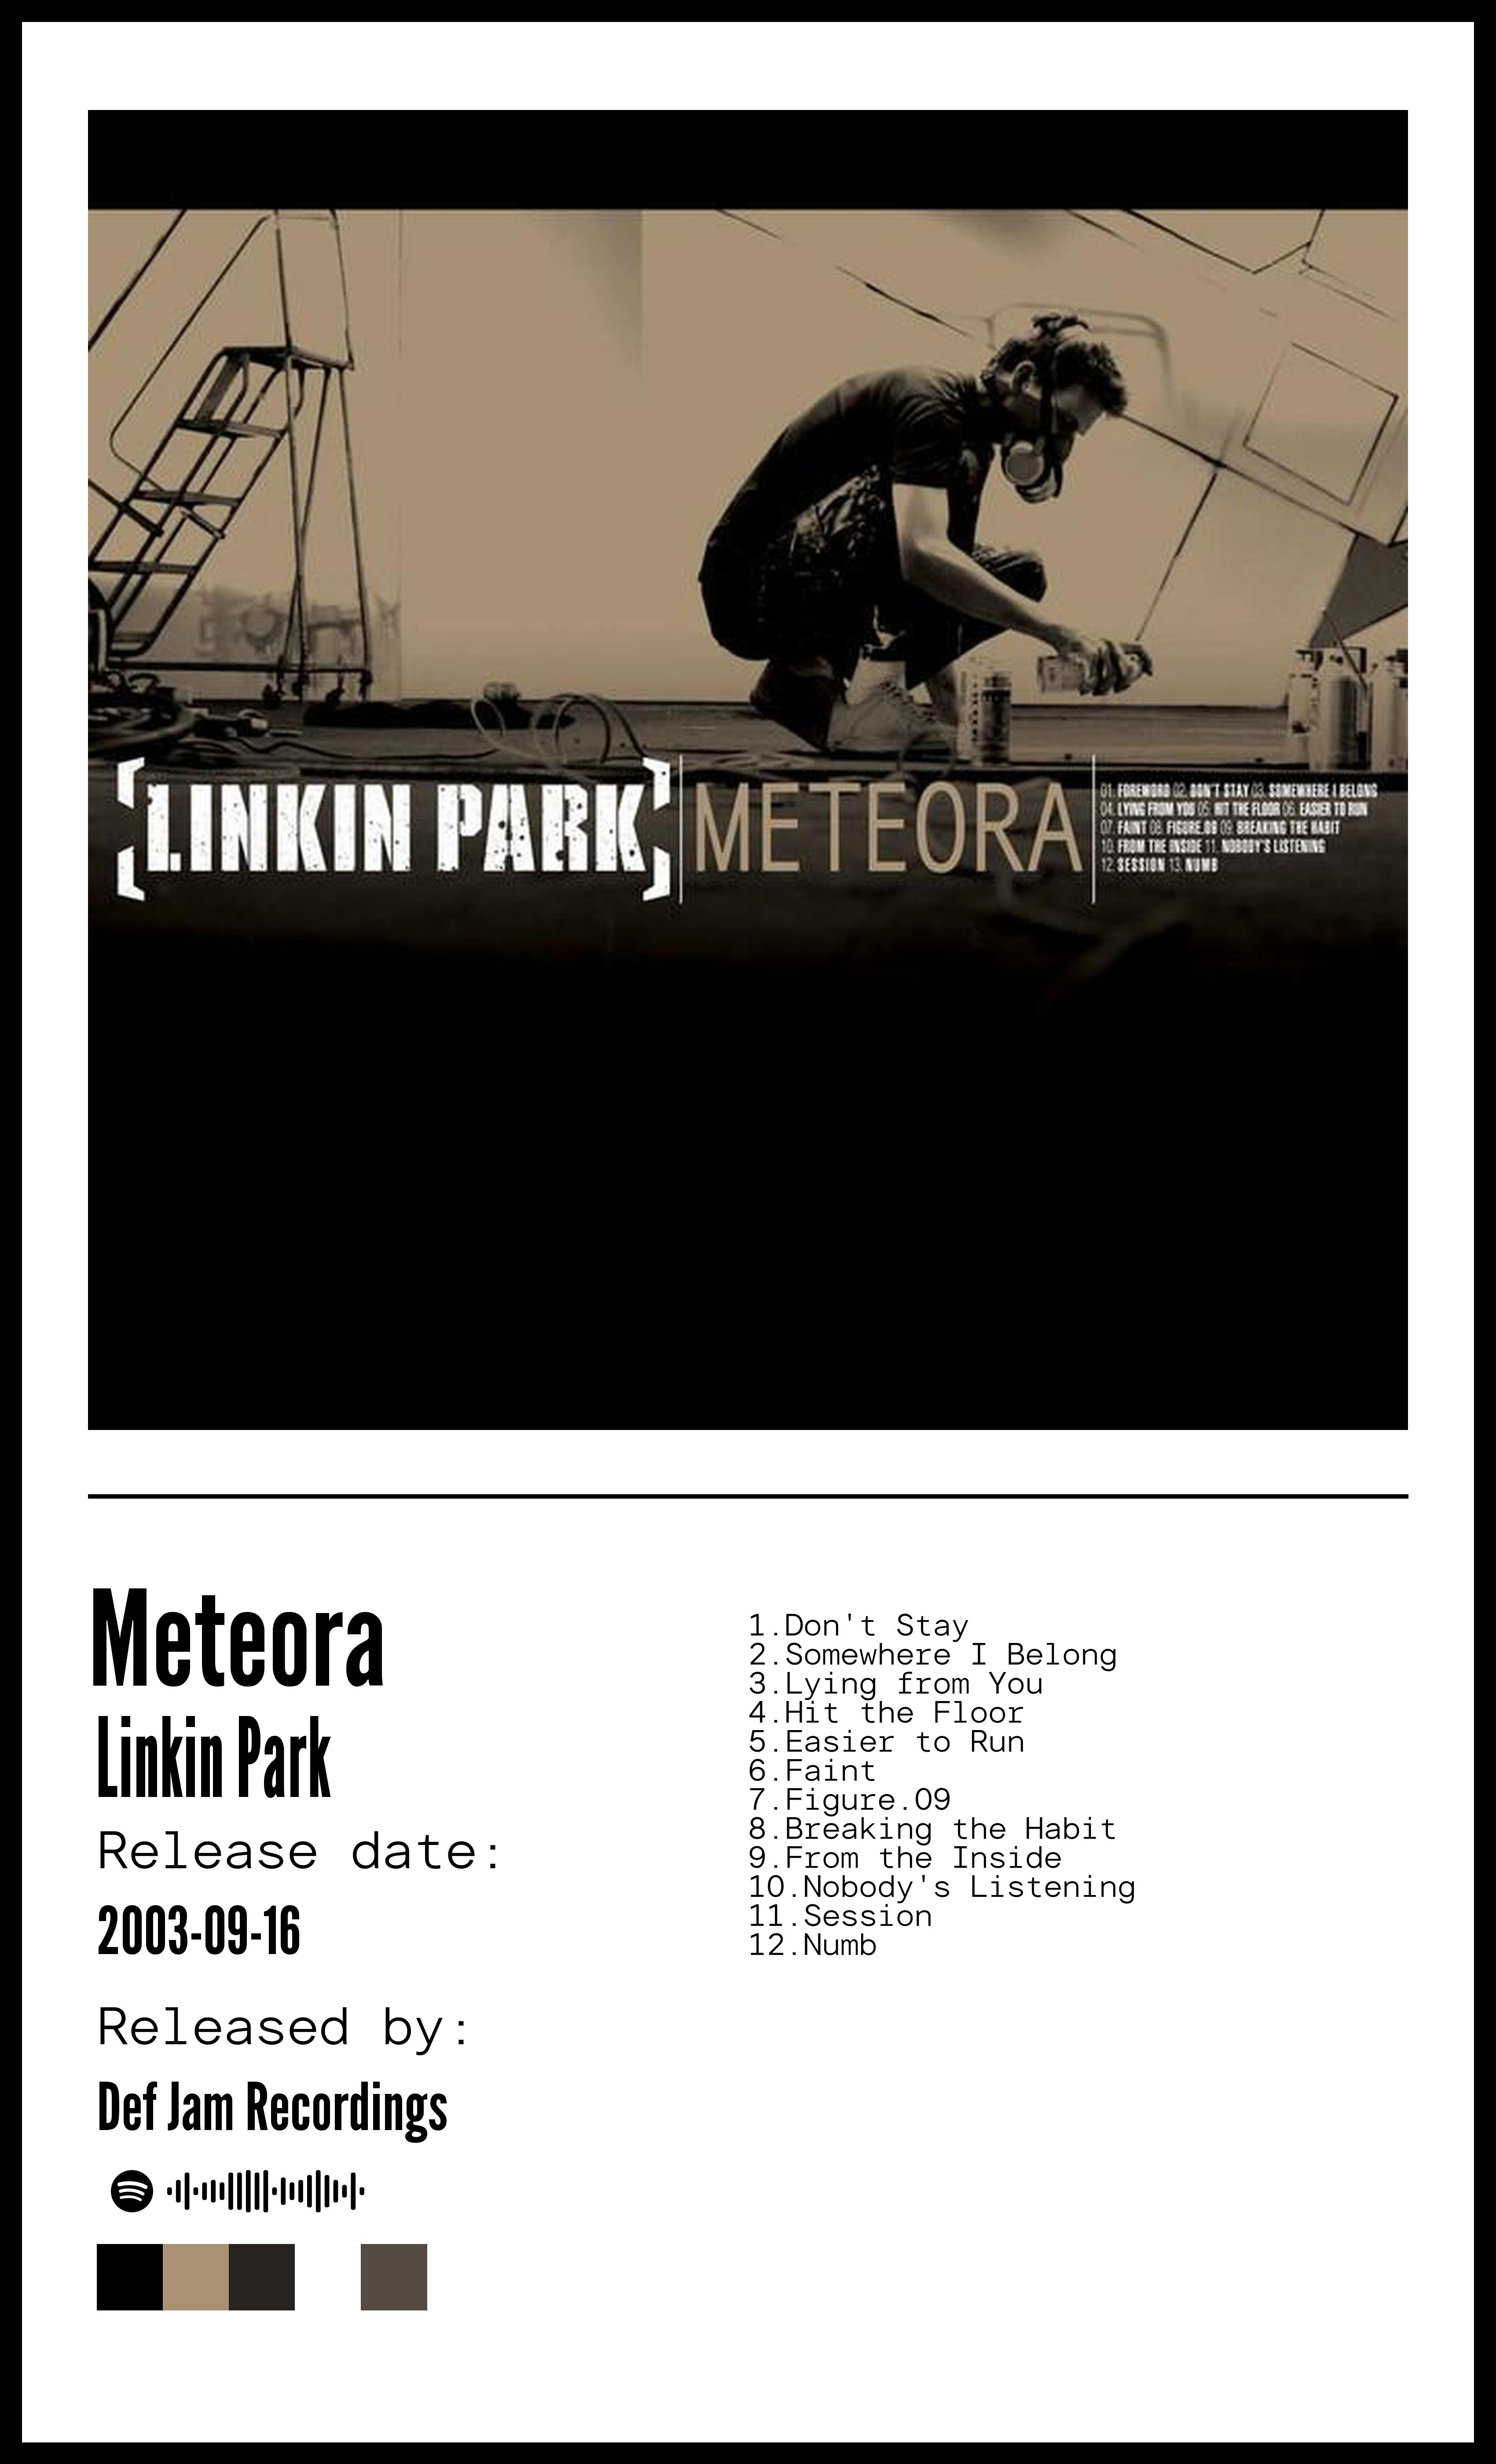 LINKIN PARK
METEORA
01. FOREWORD 02. DON'T STAY 03. SOMEWHERE I BELONG
04. LYING FROM YOU 05. HIT THE FLOOR 06. EASIER TO RUN
07. FAINT 08. FIGURE.09 09. BREAKING THE HABIT
10. FROM THE INSIDE 11. NOBODY'S LISTENING
12. SESSION 13. NUMB
Meteora
Linkin Park
Release date:
2003-09-16
Released by:
Def Jam Recordings
1.Don't Stay
2.Somewhere I Belong
3.Lying from You
4.Hit the Floor
5.Easier to Run
6.Faint
7.Figure.09
8.Breaking the Habit
9.From the Inside
10.Nobody's Listening
11.Session
12.Numb